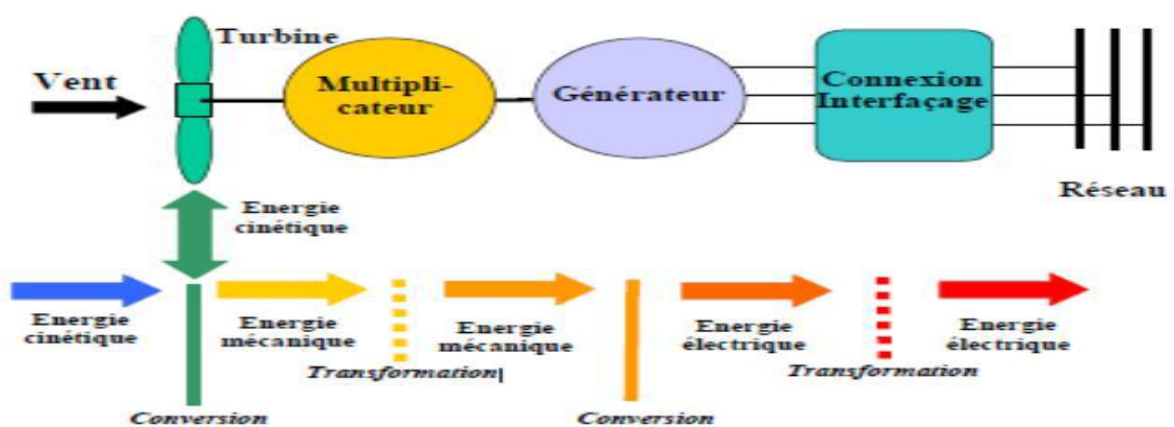 Turbine
Vent
Multipli-
cateur
Générateur
Connexion
Interfaçage
Réseau
Energie
cinétique
Energie
cinétique
Energie
mécanique
Energie
mécanique
Energie
électrique
Energie
électrique
Transformation
Transformation
Conversion
Conversion